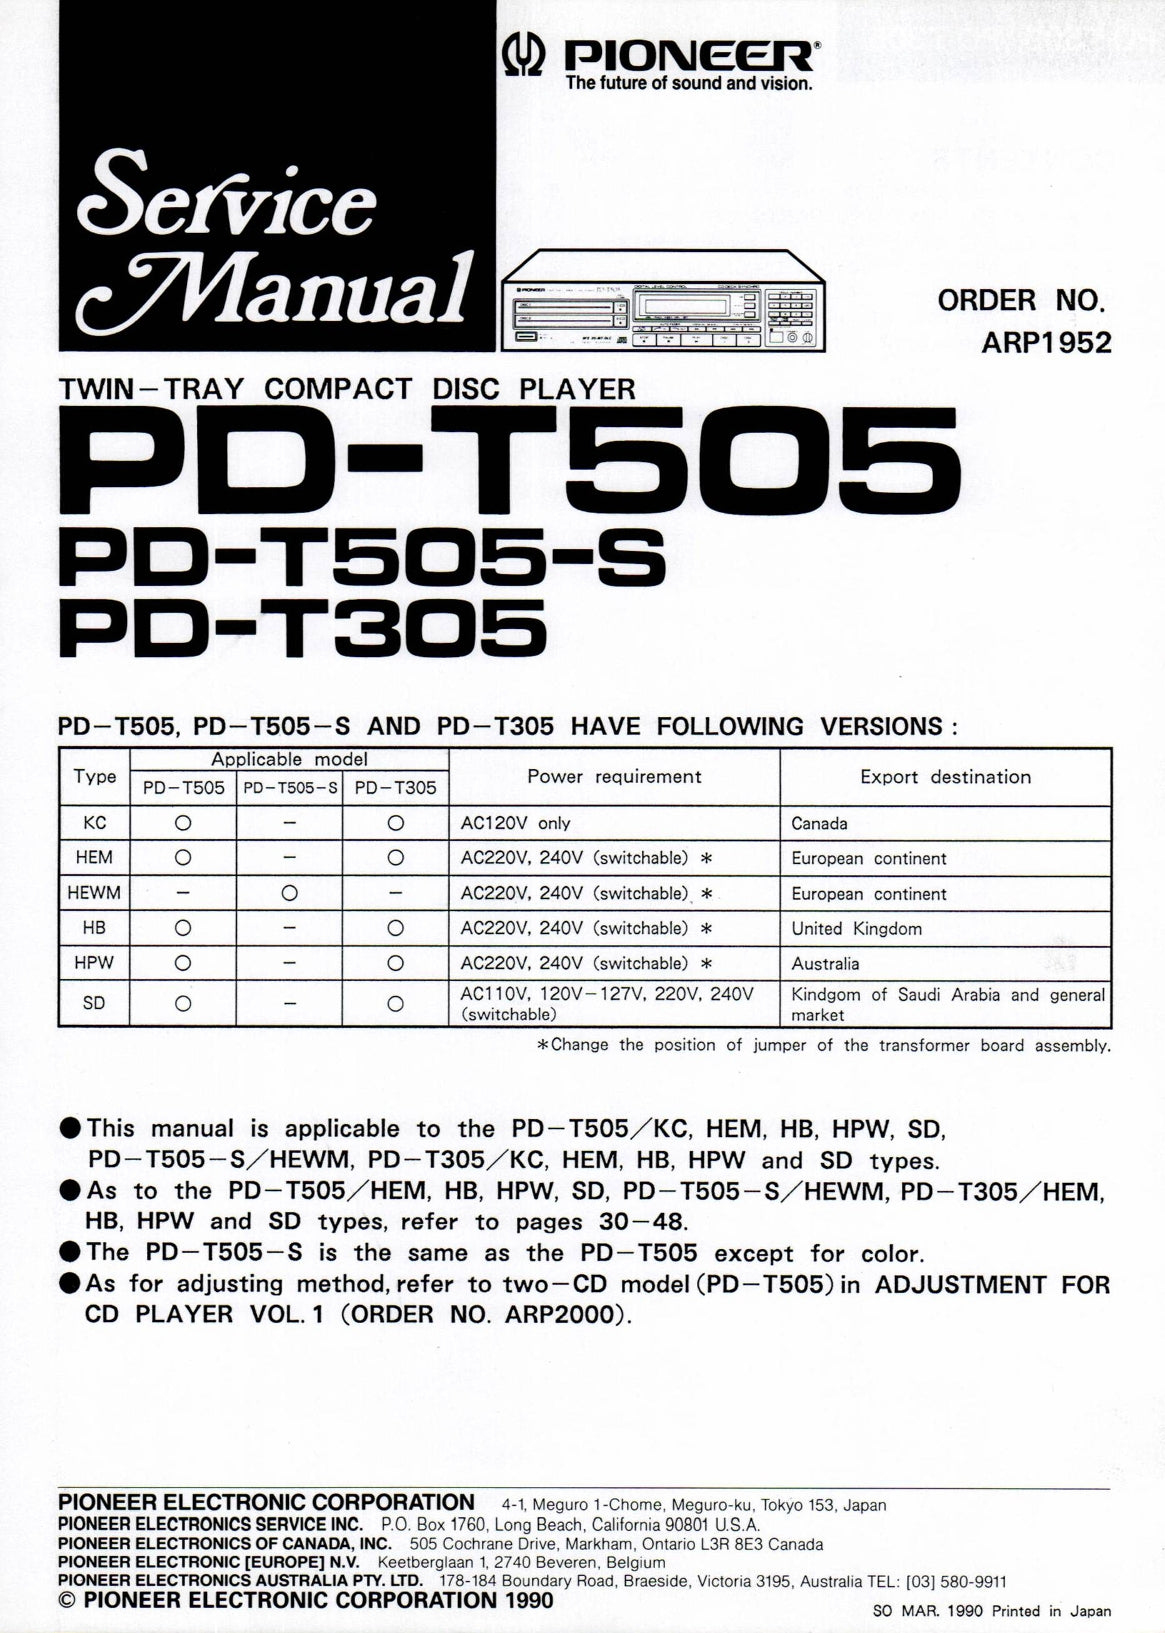 PIONEER®
The future of sound and vision.
Service
Manual
ORDER NO.
ARP1952
TWIN-TRAY COMPACT DISC PLAYER
PD-T505
PD-T505-S
PD-T305
PD-T505, PD-T505-S AND PD-T305 HAVE FOLLOWING VERSIONS :
Type Applicable model Power requirement Export destination
PD-T505 PD-T505-S PD-T305
KC ○ - ○ AC120V only Canada
HEM ○ - ○ AC220V, 240V (switchable) * European continent
HEWM - ○ - AC220V, 240V (switchable) * European continent
HB ○ - ○ AC220V, 240V (switchable) * United Kingdom
HPW ○ - ○ AC220V, 240V (switchable) * Australia
SD ○ - ○ AC110V, 120V-127V, 220V, 240V Kindgom of Saudi Arabia and general
(switchable) market
*Change the position of jumper of the transformer board assembly.
● This manual is applicable to the PD-T505/KC, HEM, HB, HPW, SD,
PD-T505-S/HEWM, PD-T305/KC, HEM, HB, HPW and SD types.
● As to the PD-T505/HEM, HB, HPW, SD, PD-T505-S/HEWM, PD-T305/HEM,
HB, HPW and SD types, refer to pages 30-48.
● The PD-T505-S is the same as the PD-T505 except for color.
● As for adjusting method, refer to two-CD model (PD-T505) in ADJUSTMENT FOR
CD PLAYER VOL. 1 (ORDER NO. ARP2000).
PIONEER ELECTRONIC CORPORATION 4-1, Meguro 1-Chome, Meguro-ku, Tokyo 153, Japan
PIONEER ELECTRONICS SERVICE INC. P.O. Box 1760, Long Beach, California 90801 U.S.A.
PIONEER ELECTRONICS OF CANADA, INC. 505 Cochrane Drive, Markham, Ontario L3R 8E3 Canada
PIONEER ELECTRONIC [EUROPE] N.V. Keetberglaan 1, 2740 Beveren, Belgium
PIONEER ELECTRONICS AUSTRALIA PTY. LTD. 178-184 Boundary Road, Braeside, Victoria 3195, Australia TEL: [03] 580-9911
© PIONEER ELECTRONIC CORPORATION 1990
SO MAR. 1990 Printed in Japan